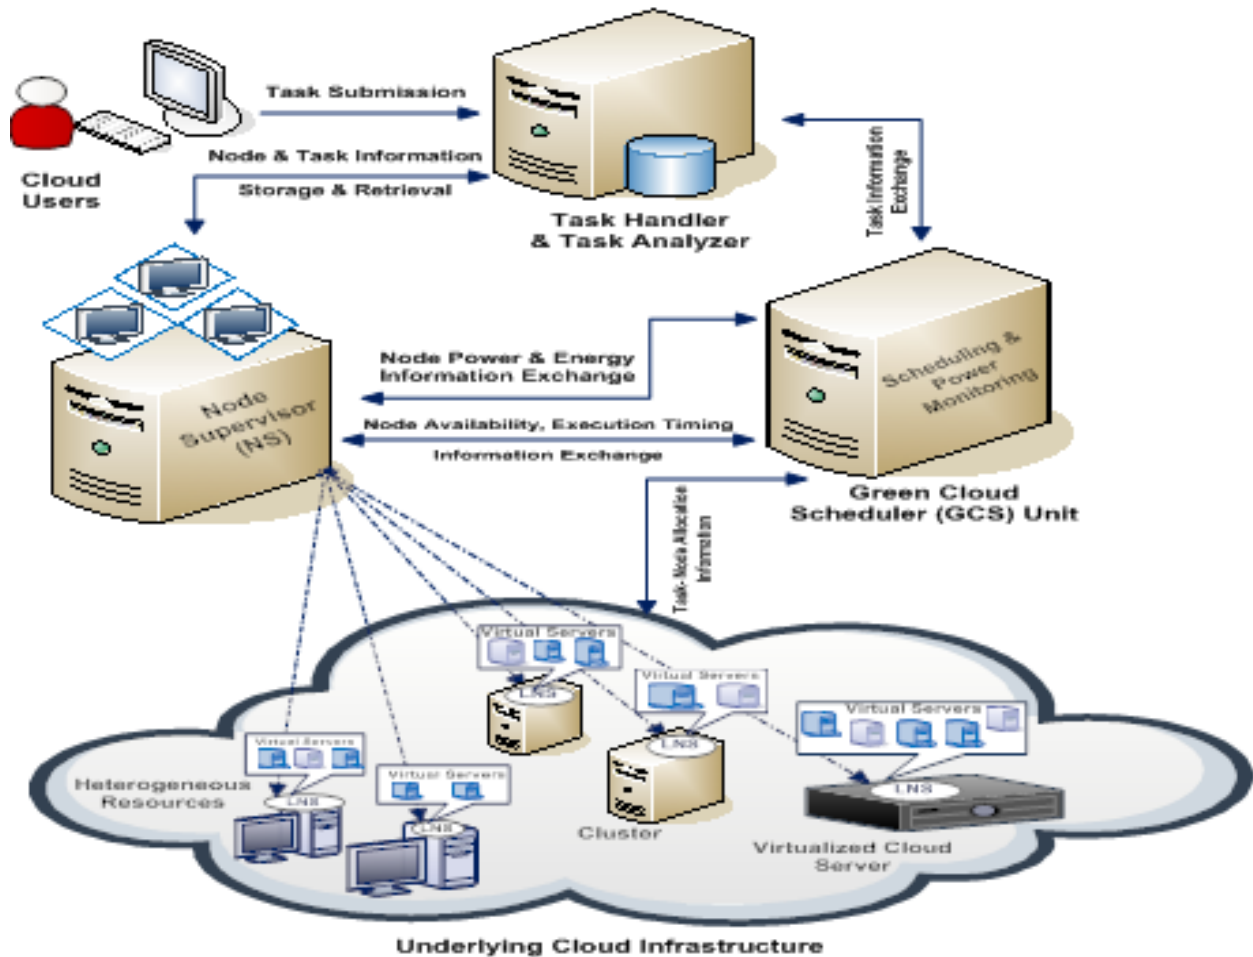 Task Submission
Node & Task Information
Storage & Retrieval
Cloud
Users
Task Handler
& Task Analyzer
Task Information
Exchange
Node Power & Energy
Information Exchange
Scheduling &
Power
Monitoring
Node
Supervisor
(NS)
Node Availability, Execution Timing
Information Exchange
Green Cloud
Scheduler (GCS) Unit
Task- Node Allocation
Information
Virtual Servers
LNS
Virtual Servers
LNS
Virtual Servers
LNS
Virtual Servers
LNS
Virtual Servers
LNS
Heterogeneous
Resources
Cluster
Virtualized Cloud
Server
Underlying Cloud Infrastructure